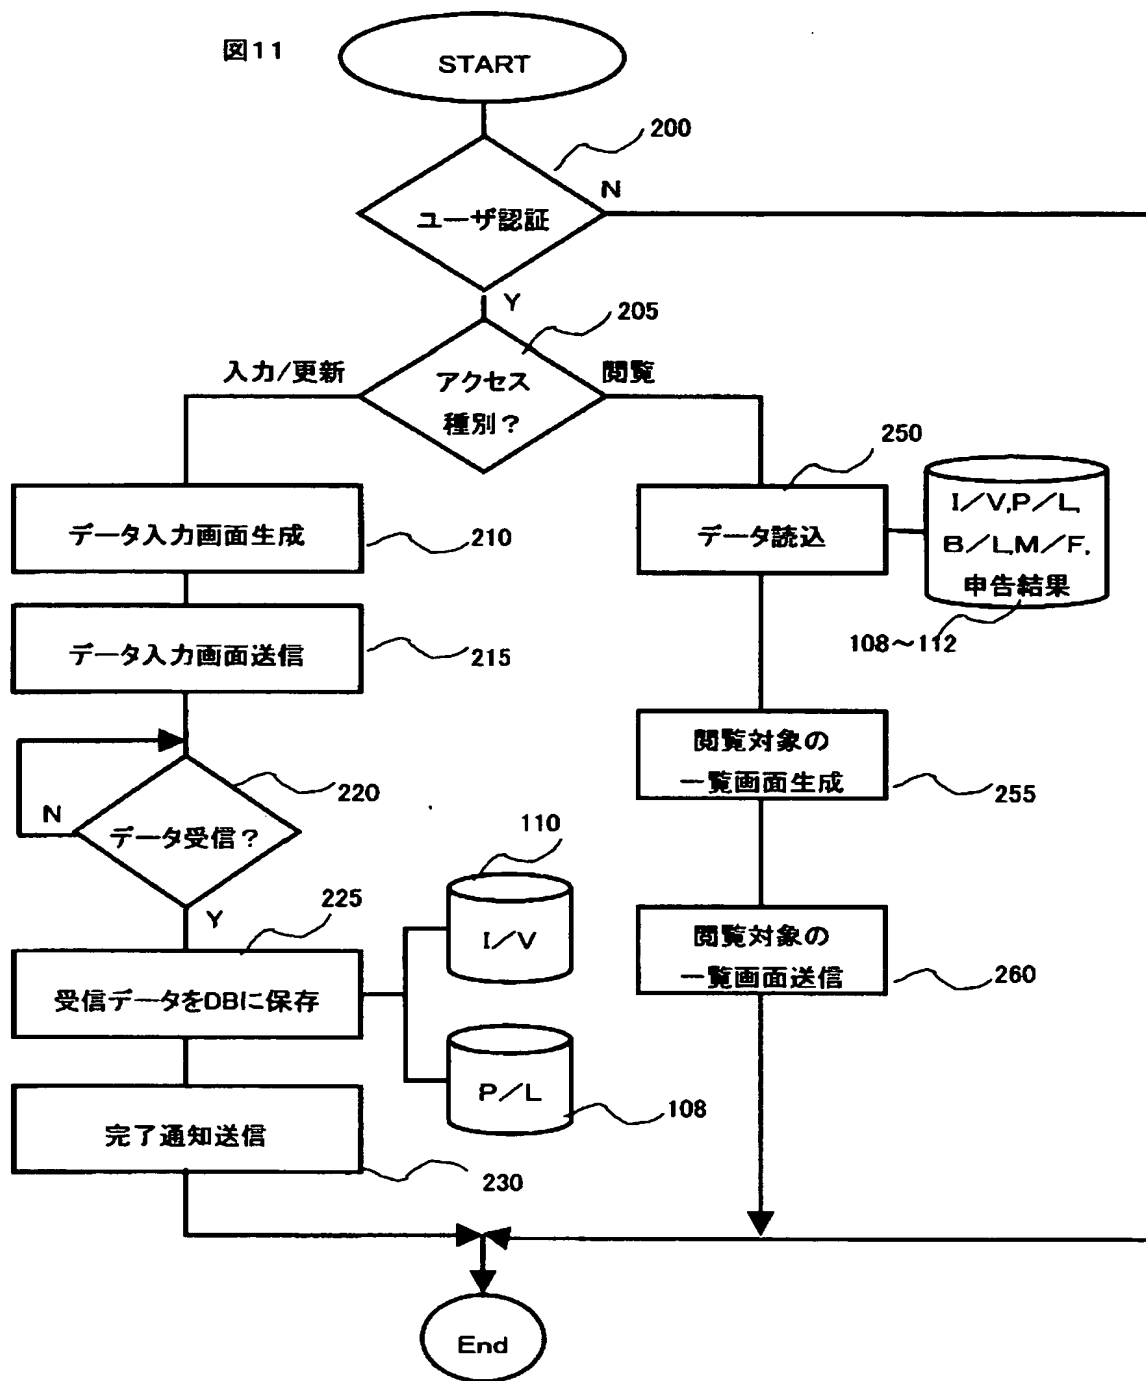 図11
START
200
N
ユーザ認証
Y
205
入力/更新
アクセス
種別?
閲覧
250
データ入力画面生成
210
データ読込
I/V,P/L,
B/L,M/F,
申告結果
108~112
データ入力画面送信
215
閲覧対象の
一覧画面生成
255
220
N
データ受信?
Y
110
I/V
225
受信データをDBに保存
閲覧対象の
一覧画面送信
260
P/L
108
完了通知送信
230
End